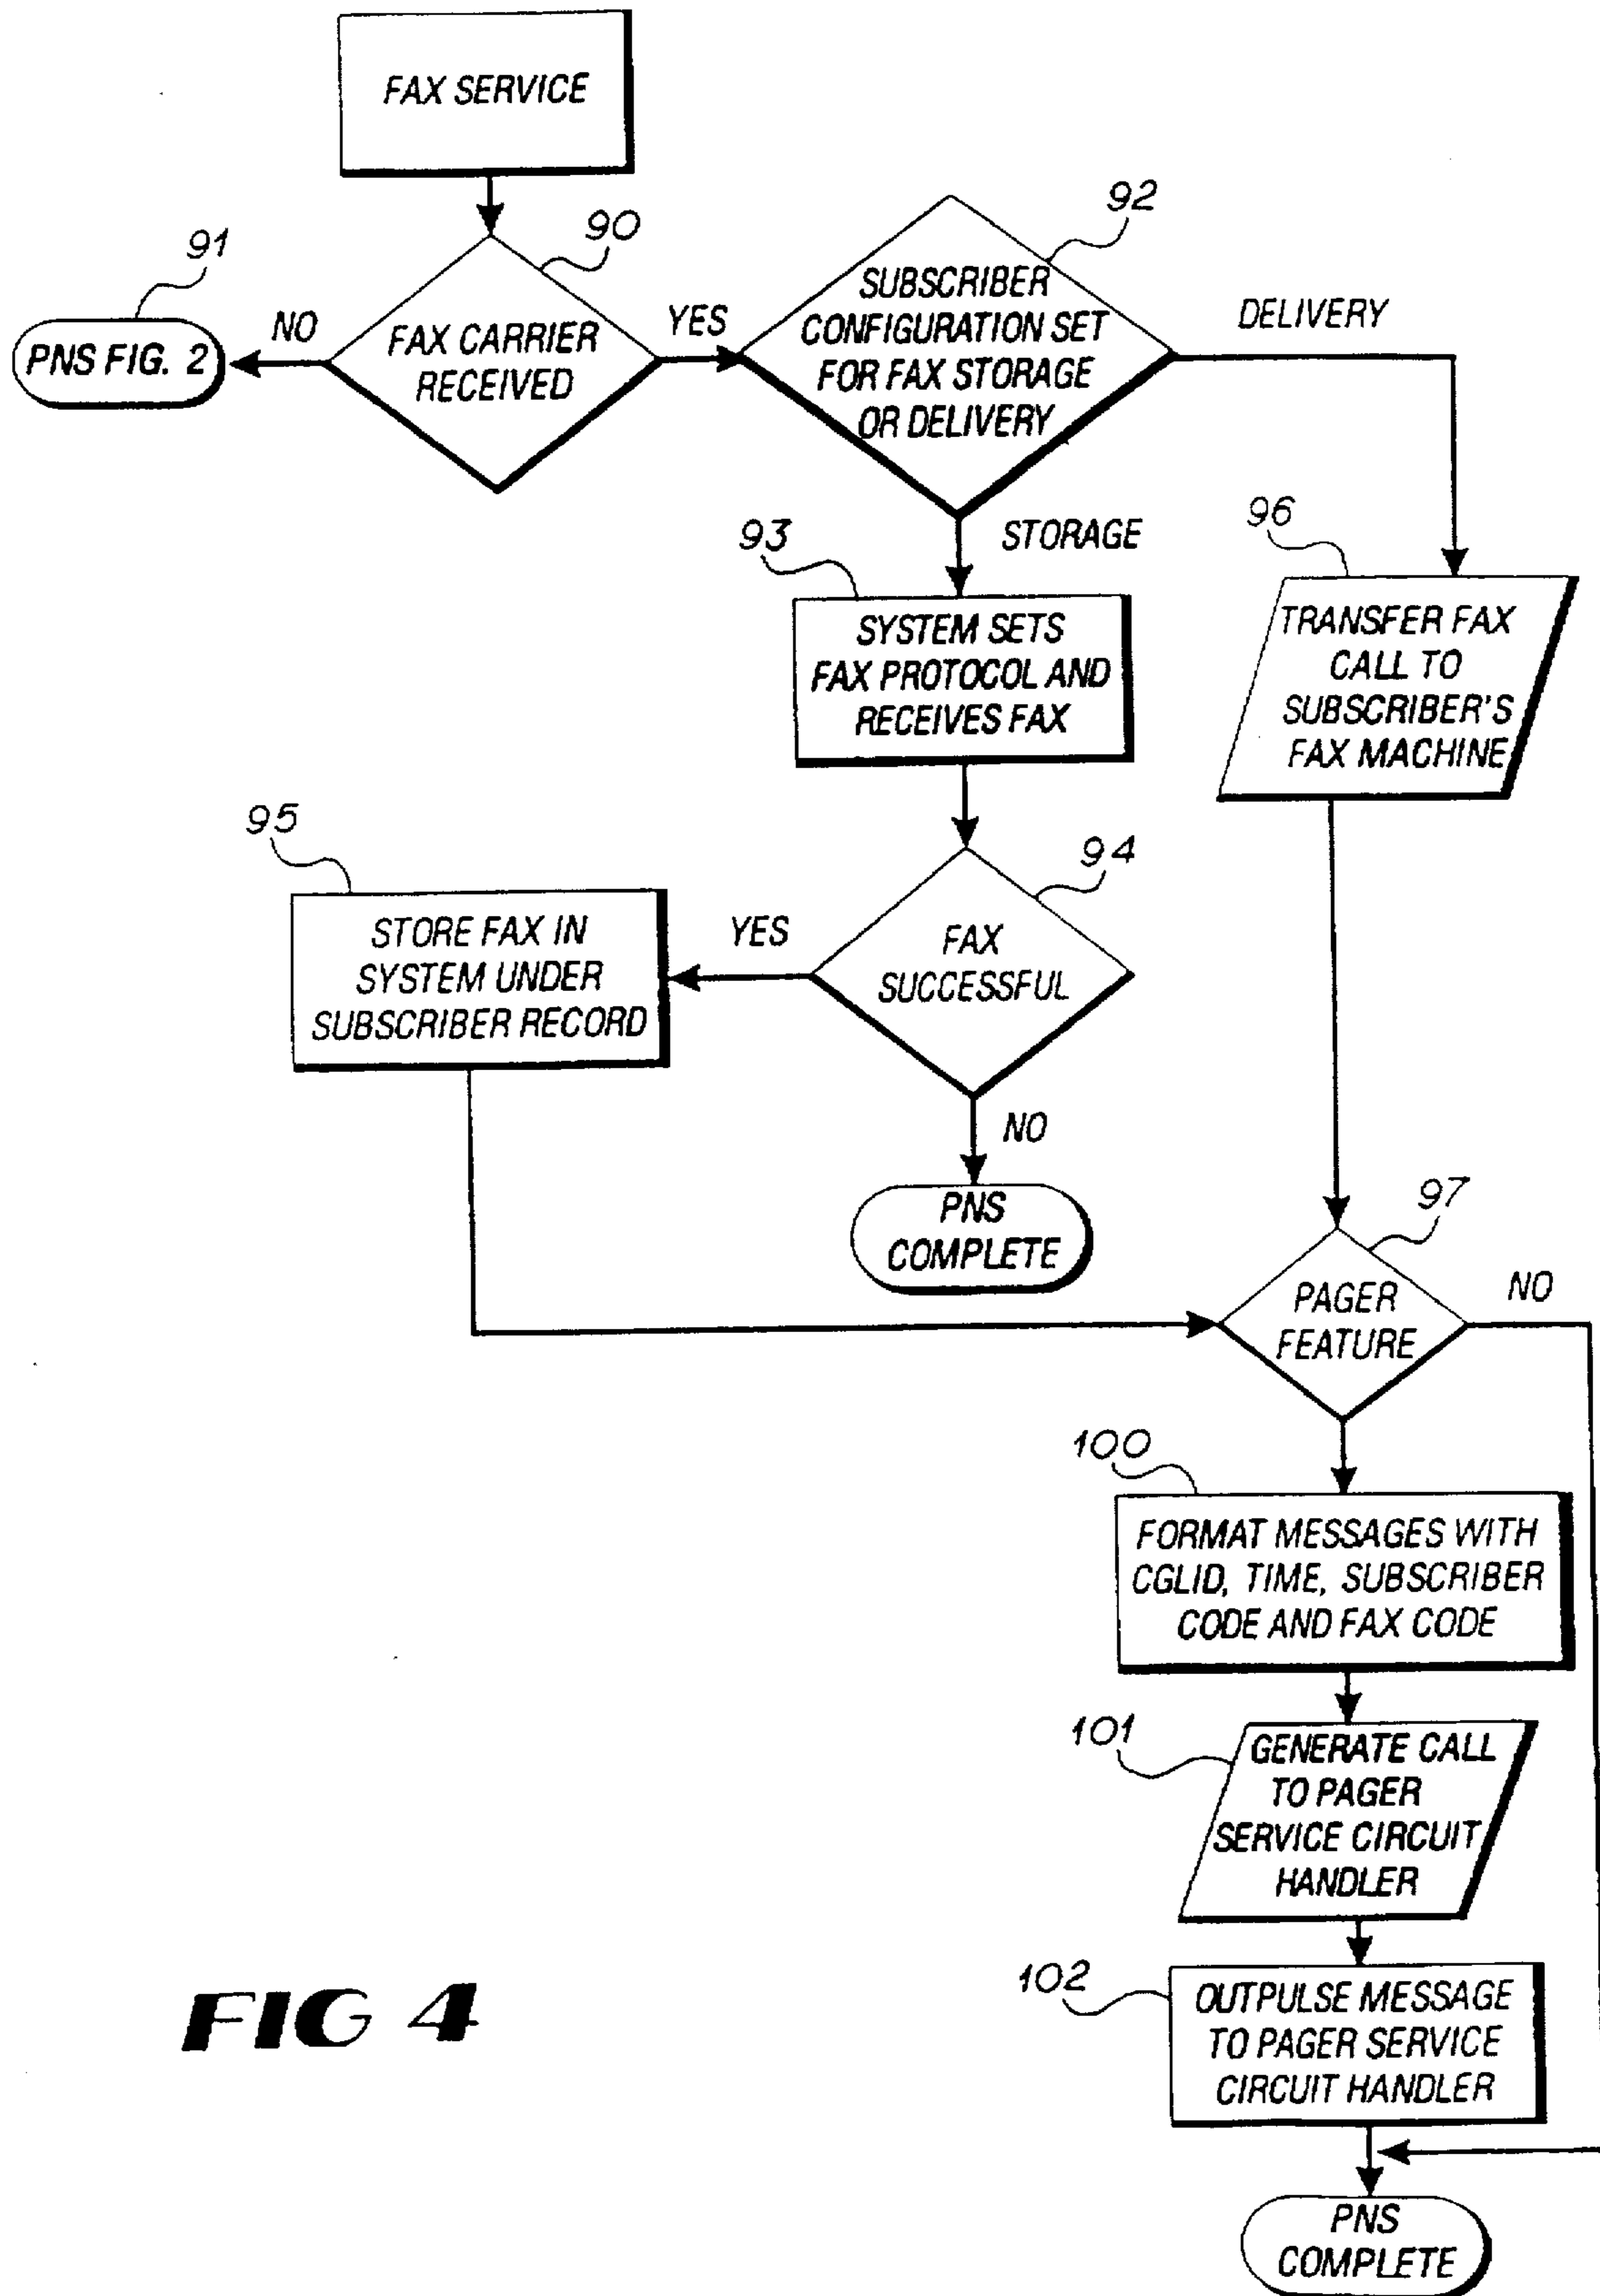 FAX SERVICE
90
91
FAX CARRIER
RECEIVED
NO
PNS FIG. 2
YES
92
SUBSCRIBER
CONFIGURATION SET
FOR FAX STORAGE
OR DELIVERY
DELIVERY
STORAGE
93
SYSTEM SETS
FAX PROTOCOL AND
RECEIVES FAX
96
TRANSFER FAX
CALL TO
SUBSCRIBER'S
FAX MACHINE
94
FAX
SUCCESSFUL
YES
95
STORE FAX IN
SYSTEM UNDER
SUBSCRIBER RECORD
NO
PNS
COMPLETE
97
PAGER
FEATURE
NO
100
FORMAT MESSAGES WITH
CGLID, TIME, SUBSCRIBER
CODE AND FAX CODE
101
GENERATE CALL
TO PAGER
SERVICE CIRCUIT
HANDLER
102
OUTPULSE MESSAGE
TO PAGER SERVICE
CIRCUIT HANDLER
PNS
COMPLETE
FIG 4